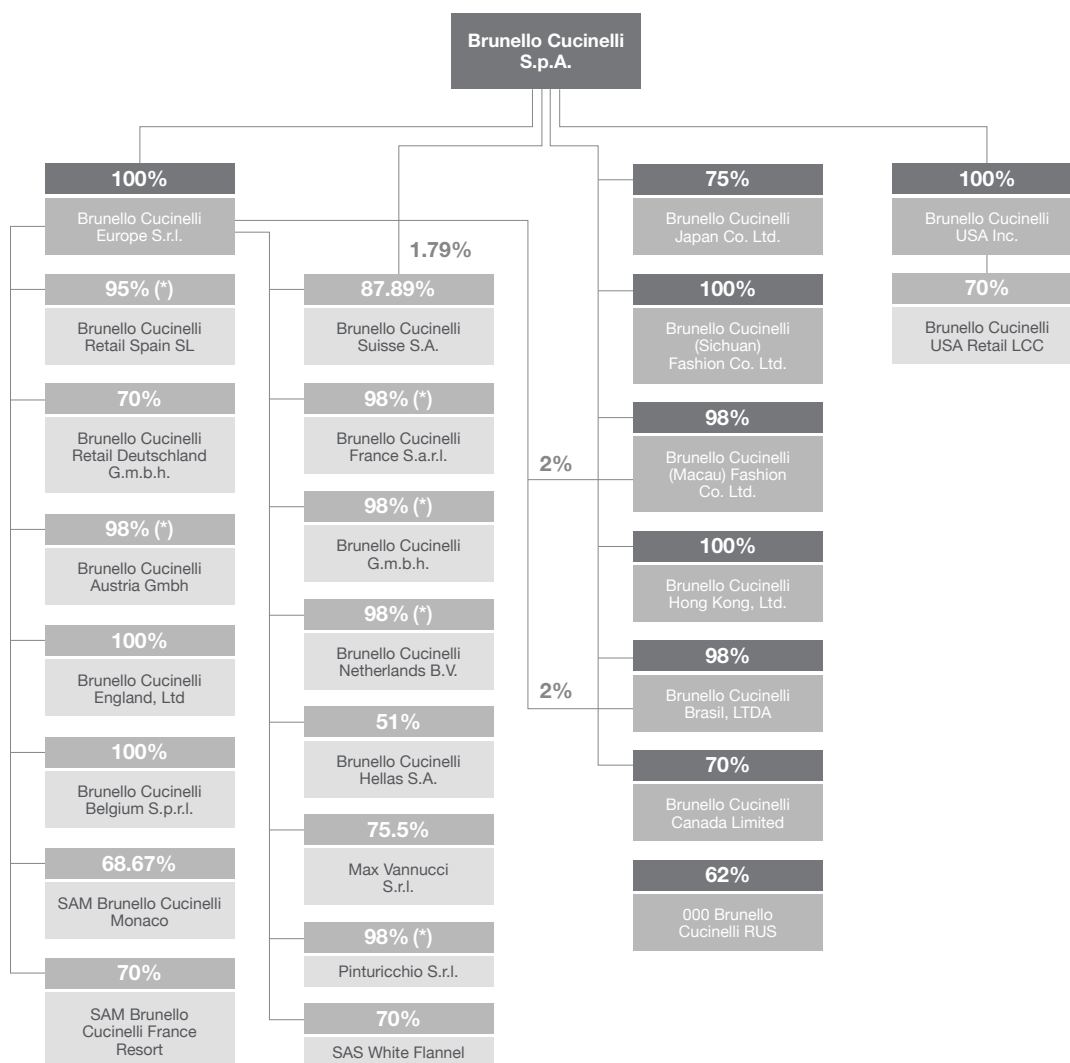 Brunello Cucinelli
S.p.A.
100%
Brunello Cucinelli
Europe S.r.l.
95% (*)
Brunello Cucinelli
Retail Spain SL
70%
Brunello Cucinelli
Retail Deutschland
G.m.b.h.
98% (*)
Brunello Cucinelli
Austria Gmbh
100%
Brunello Cucinelli
England, Ltd
100%
Brunello Cucinelli
Belgium S.p.r.l.
68.67%
SAM Brunello Cucinelli
Monaco
70%
SAM Brunello
Cucinelli France
Resort
1.79%
87.89%
Brunello Cucinelli
Suisse S.A.
98% (*)
Brunello Cucinelli
France S.a.r.l.
98% (*)
Brunello Cucinelli
G.m.b.h.
98% (*)
Brunello Cucinelli
Netherlands B.V.
51%
Brunello Cucinelli
Hellas S.A.
75.5%
Max Vannucci
S.r.l.
98% (*)
Pinturicchio S.r.l.
70%
SAS White Flannel
2%
2%
75%
Brunello Cucinelli
Japan Co. Ltd.
100%
Brunello Cucinelli
(Sichuan)
Fashion Co. Ltd.
98%
Brunello Cucinelli
(Macau) Fashion
Co. Ltd.
100%
Brunello Cucinelli
Hong Kong, Ltd.
98%
Brunello Cucinelli
Brasil, LTDA
70%
Brunello Cucinelli
Canada Limited
62%
000 Brunello
Cucinelli RUS
100%
Brunello Cucinelli
USA Inc.
70%
Brunello Cucinelli
USA Retail LCC